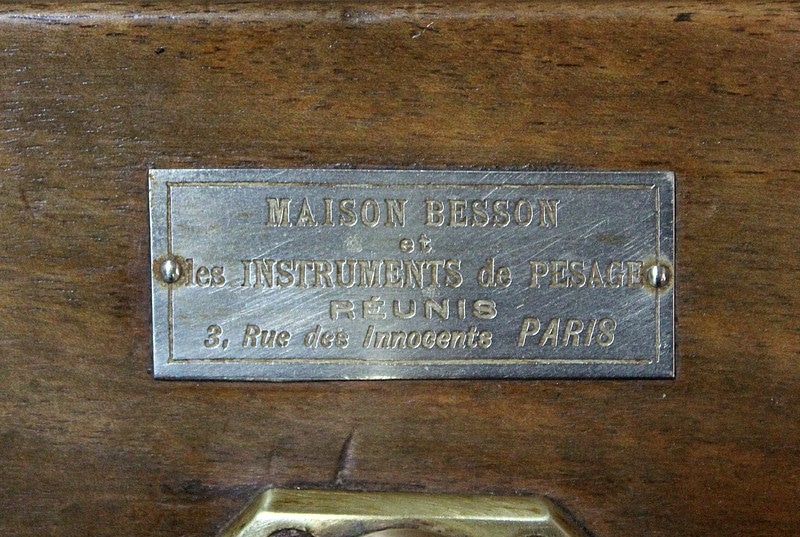 MAISON BESSON
et
les INSTRUMENTS de PESAGE
RÉUNIS
3, Rue des Innocents PARIS